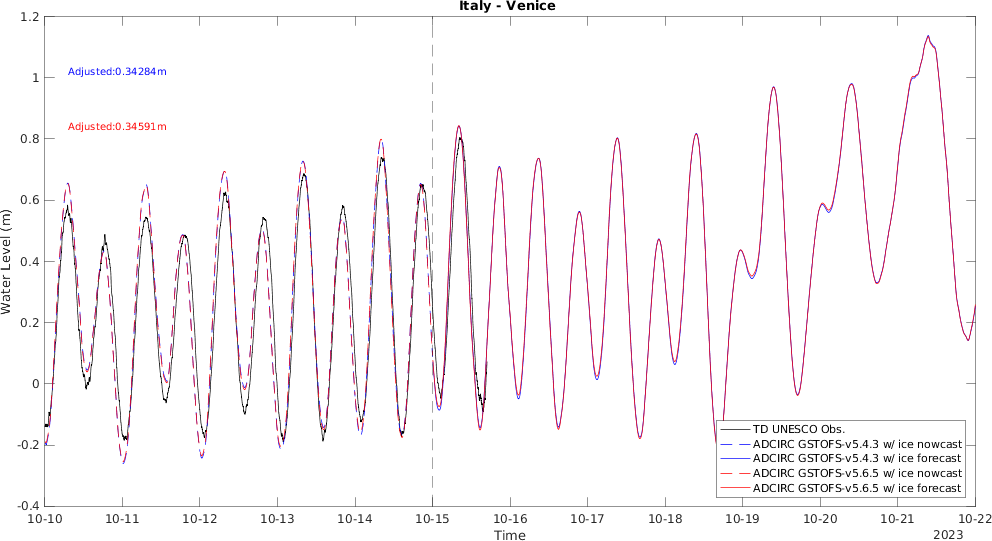 Italy - Venice
1.2
1
0.8
0.6
0.4
0.2
0
-0.2
-0.4
Water Level (m)
Adjusted:0.34284m
Adjusted:0.34591m
TD UNESCO Obs.
ADCIRC GSTOFS-v5.4.3 w/ ice nowcast
ADCIRC GSTOFS-v5.4.3 w/ ice forecast
ADCIRC GSTOFS-v5.6.5 w/ ice nowcast
ADCIRC GSTOFS-v5.6.5 w/ ice forecast
10-10 10-11 10-12 10-13 10-14 10-15 10-16 10-17 10-18 10-19 10-20 10-21 10-22
Time
2023